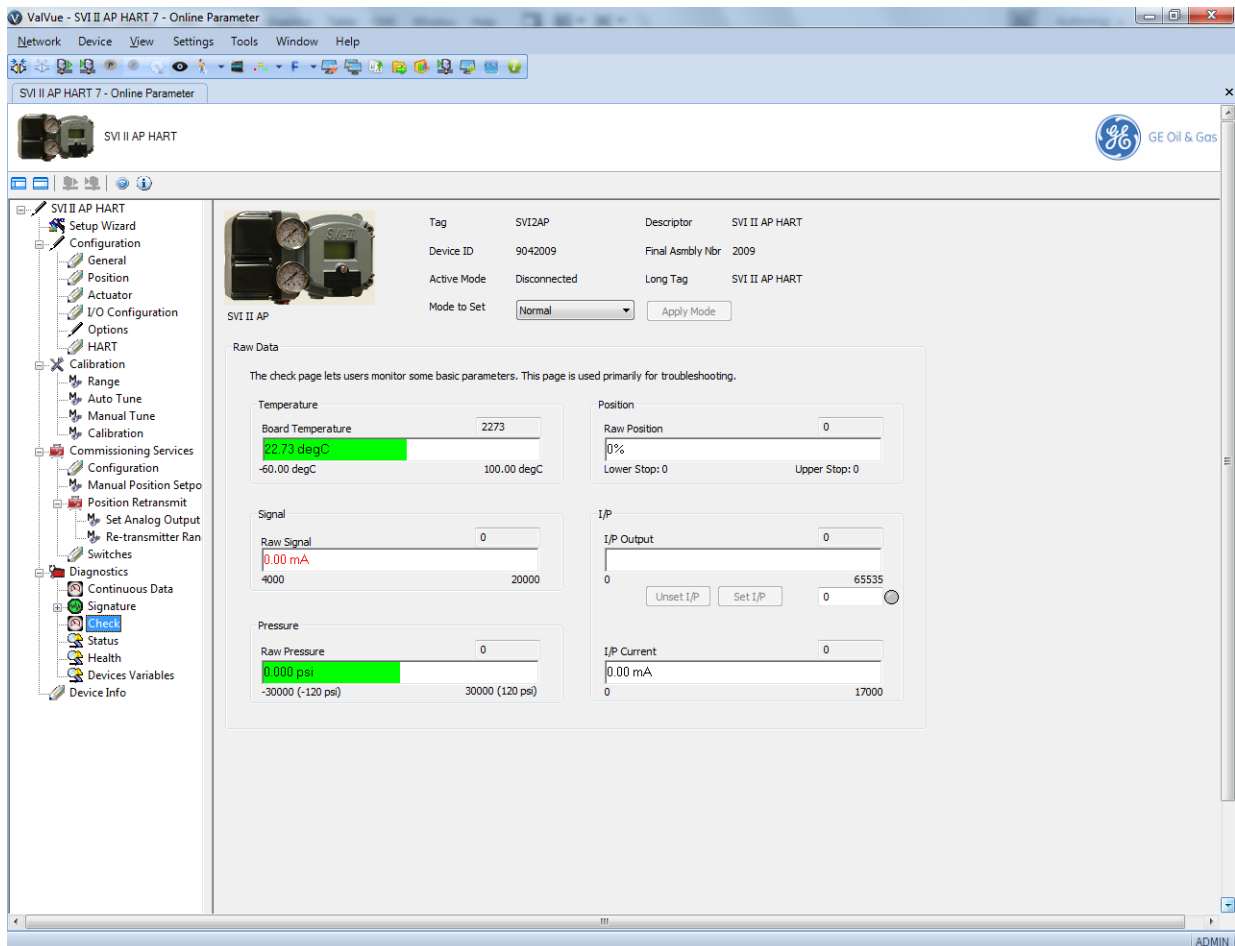 ValVue - SVI II AP HART 7 - Online Parameter
Network Device View Settings Tools Window Help
SVI II AP HART 7 - Online Parameter
SVI II AP HART
GE Oil & Gas
SVI II AP HART
Setup Wizard
Configuration
General
Position
Actuator
I/O Configuration
Options
HART
Calibration
Range
Auto Tune
Manual Tune
Calibration
Commissioning Services
Configuration
Manual Position Setpo
Position Retransmit
Set Analog Output
Re-transmitter Ran
Switches
Diagnostics
Continuous Data
Signature
Check
Status
Health
Devices Variables
Device Info
SVI II AP
Tag SVI2AP Descriptor SVI II AP HART
Device ID 9042009 Final Asmbly Nbr 2009
Active Mode Disconnected Long Tag SVI II AP HART
Mode to Set Normal Apply Mode
Raw Data
The check page lets users monitor some basic parameters. This page is used primarily for troubleshooting.
Temperature
Board Temperature 2273
22.73 degC
-60.00 degC 100.00 degC
Position
Raw Position 0
0%
Lower Stop: 0 Upper Stop: 0
Signal
Raw Signal 0
0.00 mA
4000 20000
I/P
I/P Output 0
0 65535
Unset I/P Set I/P 0
Pressure
Raw Pressure 0
0.000 psi
-30000 (-120 psi) 30000 (120 psi)
I/P Current 0
0.00 mA
0 17000
ADMIN